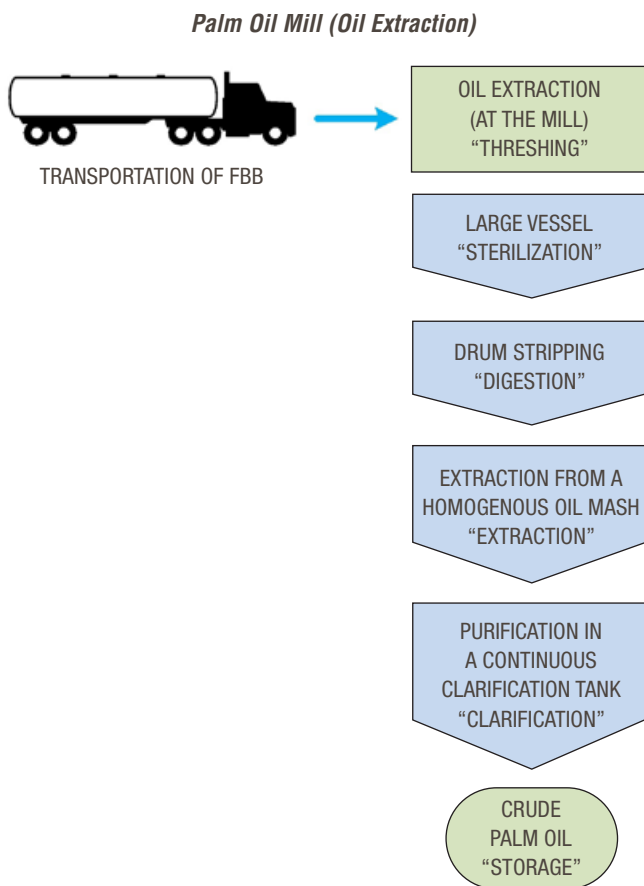 Palm Oil Mill (Oil Extraction)
TRANSPORTATION OF FBB
OIL EXTRACTION
(AT THE MILL)
“THRESHING”
LARGE VESSEL
“STERILIZATION”
DRUM STRIPPING
“DIGESTION”
EXTRACTION FROM A
HOMOGENOUS OIL MASH
“EXTRACTION”
PURIFICATION IN
A CONTINUOUS
CLARIFICATION TANK
“CLARIFICATION”
CRUDE
PALM OIL
“STORAGE”